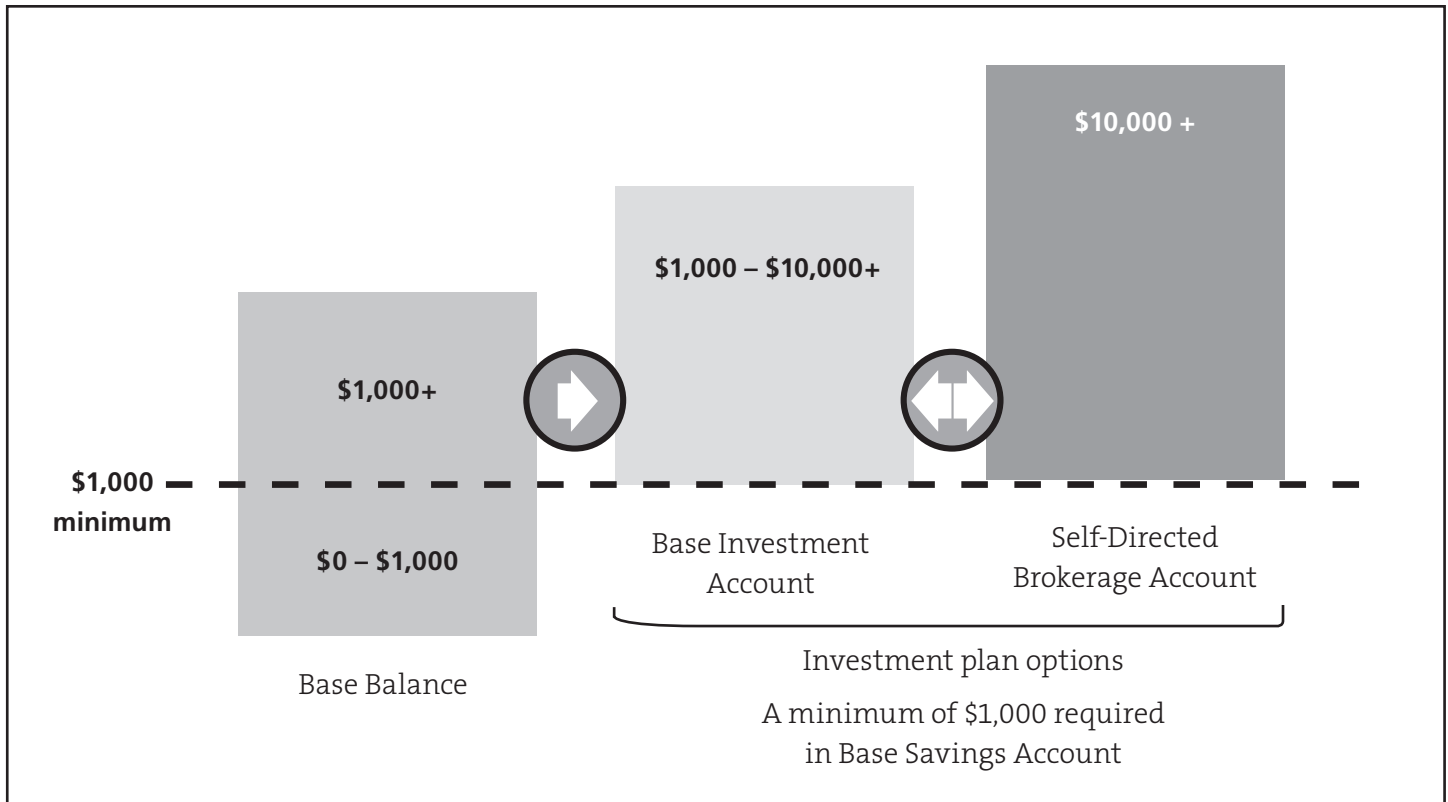 $10,000 +
$1,000 – $10,000+
$1,000+
$1,000
minimum
$0 – $1,000
Base Balance
Base Investment
Account
Self-Directed
Brokerage Account
Investment plan options
A minimum of $1,000 required
in Base Savings Account